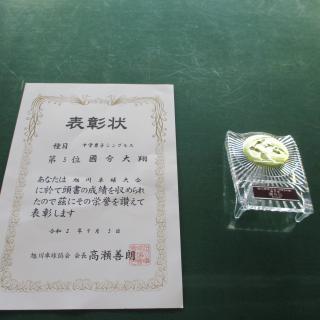 表彰状
種目 中学男子シングルス
第5位 國分大翔
あなたは 旭川卓球大会
に於て頭書の成績を収められ
たので茲にその栄誉を讃えて
表彰します
令和2年9月5日
旭川卓球協会 会長 高瀬善朗